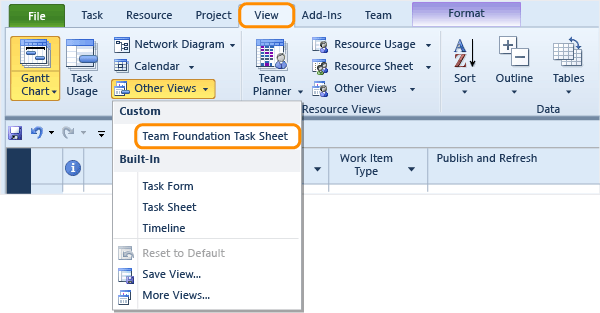 File Task Resource Project View Add-Ins Team Format
Gantt Chart
Task Usage
Network Diagram
Calendar
Other Views
Team Planner
Resource Usage
Resource Sheet
Other Views
Sort
Outline
Tables
Resource Views
Data
Custom
Team Foundation Task Sheet
Built-In
Task Form
Task Sheet
Timeline
Reset to Default
Save View...
More Views...
Work Item
Type
Publish and Refresh